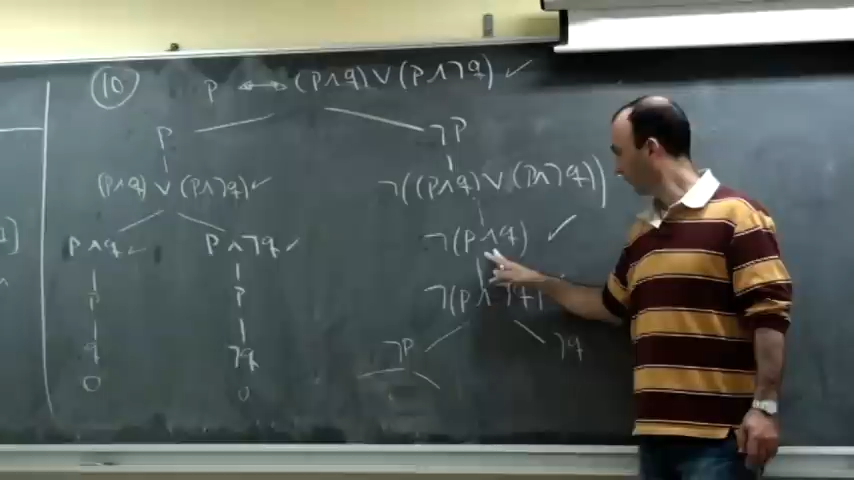 10 P ↔ (P∧q)∨(P∧¬q) ✓
P ¬P
(P∧q) ∨ (P∧¬q) ✓ ¬((P∧q)∨(P∧¬q))
P∧q ✓ P∧¬q ✓ ¬(P∧q) ✓
P P ¬(P∧¬q)
q ¬q ¬P ¬q
O O